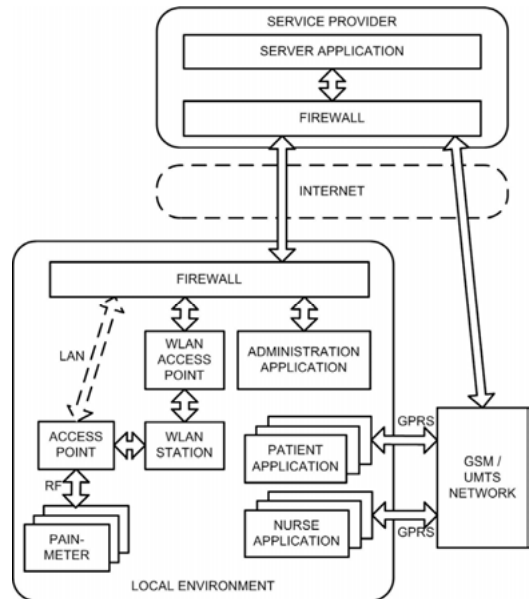 SERVICE PROVIDER
SERVER APPLICATION
FIREWALL
INTERNET
FIREWALL
LAN
WLAN
ACCESS
POINT
ADMINISTRATION
APPLICATION
ACCESS
POINT
WLAN
STATION
PATIENT
APPLICATION
GPRS
GSM /
UMTS
NETWORK
RF
PAIN-
METER
NURSE
APPLICATION
GPRS
LOCAL ENVIRONMENT